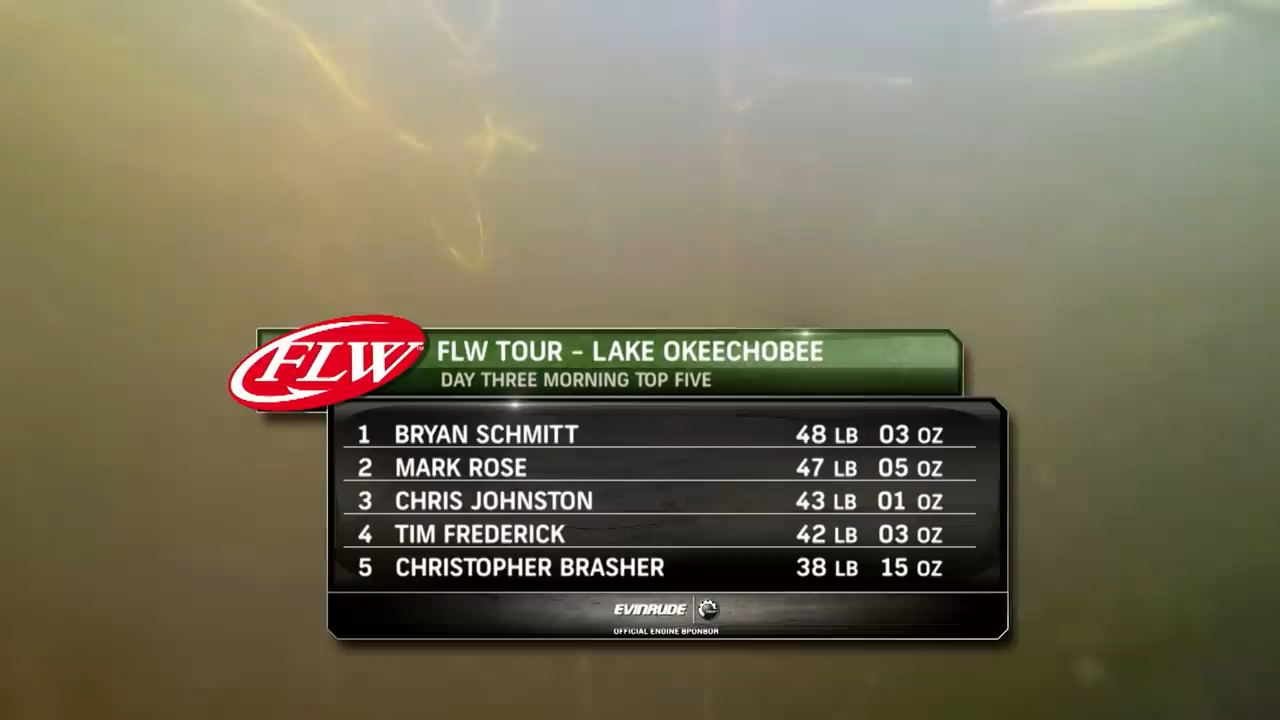 FLW
FLW TOUR - LAKE OKEECHOBEE
DAY THREE MORNING TOP FIVE
1 BRYAN SCHMITT 48 LB 03 OZ
2 MARK ROSE 47 LB 05 OZ
3 CHRIS JOHNSTON 43 LB 01 OZ
4 TIM FREDERICK 42 LB 03 OZ
5 CHRISTOPHER BRASHER 38 LB 15 OZ
EVINRUDE
OFFICIAL ENGINE SPONSOR